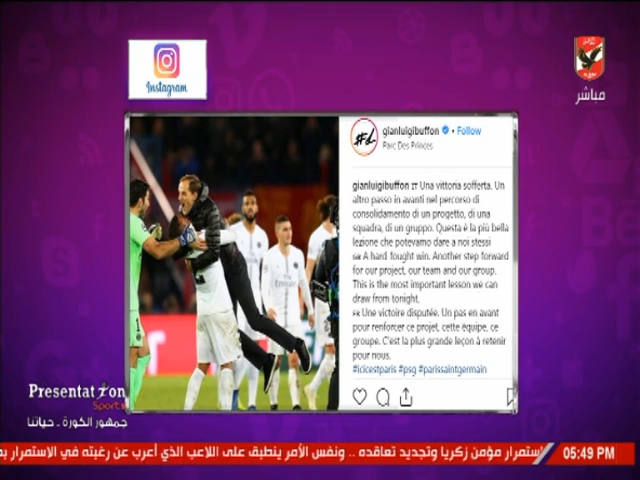 Instagram
مباشر
#Fd
gianluigibuffon • Follow
Parc Des Princes
gianluigibuffon IT Una vittoria sofferta. Un
altro passo in avanti nel percorso di
consolidamento di un progetto, di una
squadra, di un gruppo. Questa è la più bella
lezione che potevamo dare a noi stessi
GB A hard fought win. Another step forward
for our project, our team and our group.
This is the most important lesson we can
draw from tonight.
FR Une victoire disputée. Un pas en avant
pour renforcer ce projet, cette équipe, ce
groupe. C'est la plus grande leçon à retenir
pour nous.
#icicestparis #psg #parissaintgermain
1
Presentation
Sports
جمهور الكورة .. حياتنا
استمرار مؤمن زكريا وتجديد تعاقده .. ونفس الأمر ينطبق على اللاعب الذي أعرب عن رغبته في الاستمرار
05:49 PM